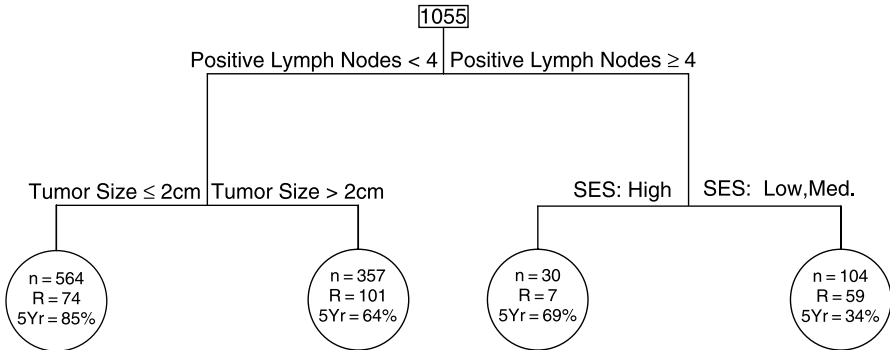 1055
Positive Lymph Nodes < 4
Positive Lymph Nodes ≥ 4
Tumor Size ≤ 2cm
Tumor Size > 2cm
SES: High
SES: Low,Med.
n = 564
R = 74
5Yr = 85%
n = 357
R = 101
5Yr = 64%
n = 30
R = 7
5Yr = 69%
n = 104
R = 59
5Yr = 34%